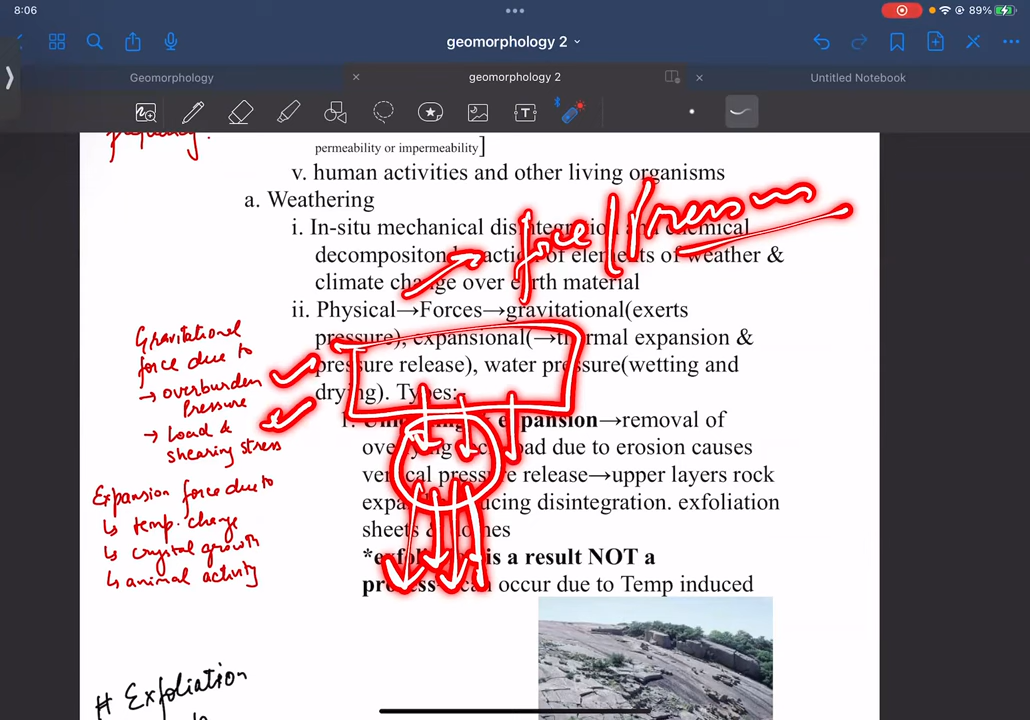 8:06
89%
geomorphology 2
Geomorphology
geomorphology 2
Untitled Notebook
frequency.
permeability or impermeability]
v. human activities and other living organisms
a. Weathering
force / Press
i. In-situ mechanical disintegration and chemical
decompositon by action of elements of weather &
climate change over earth material
ii. Physical→Forces→gravitational(exerts
pressure), expansional(→thermal expansion &
pressure release), water pressure(wetting and
drying). Types:-
expansion→removal of
overlying rock load due to erosion causes
vertical pressure release→upper layers rock
expand producing disintegration. exfoliation
sheets & domes
*exfoliation is a result NOT a
process can occur due to Temp induced
Gravitational
force due to
→ overburden
Pressure
→ Load &
shearing stress
Expansion force due to
↳ temp. change
↳ crystal growth
↳ animal activity
# Exfoliation